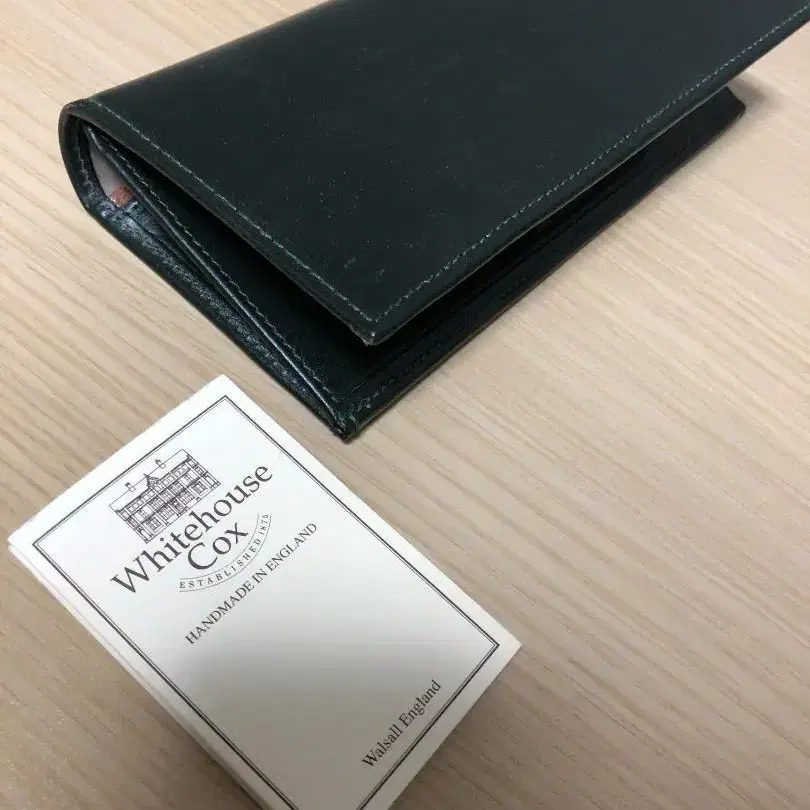 Whitehouse
Cox
ESTABLISHED 1875
HANDMADE IN ENGLAND
Walsall England